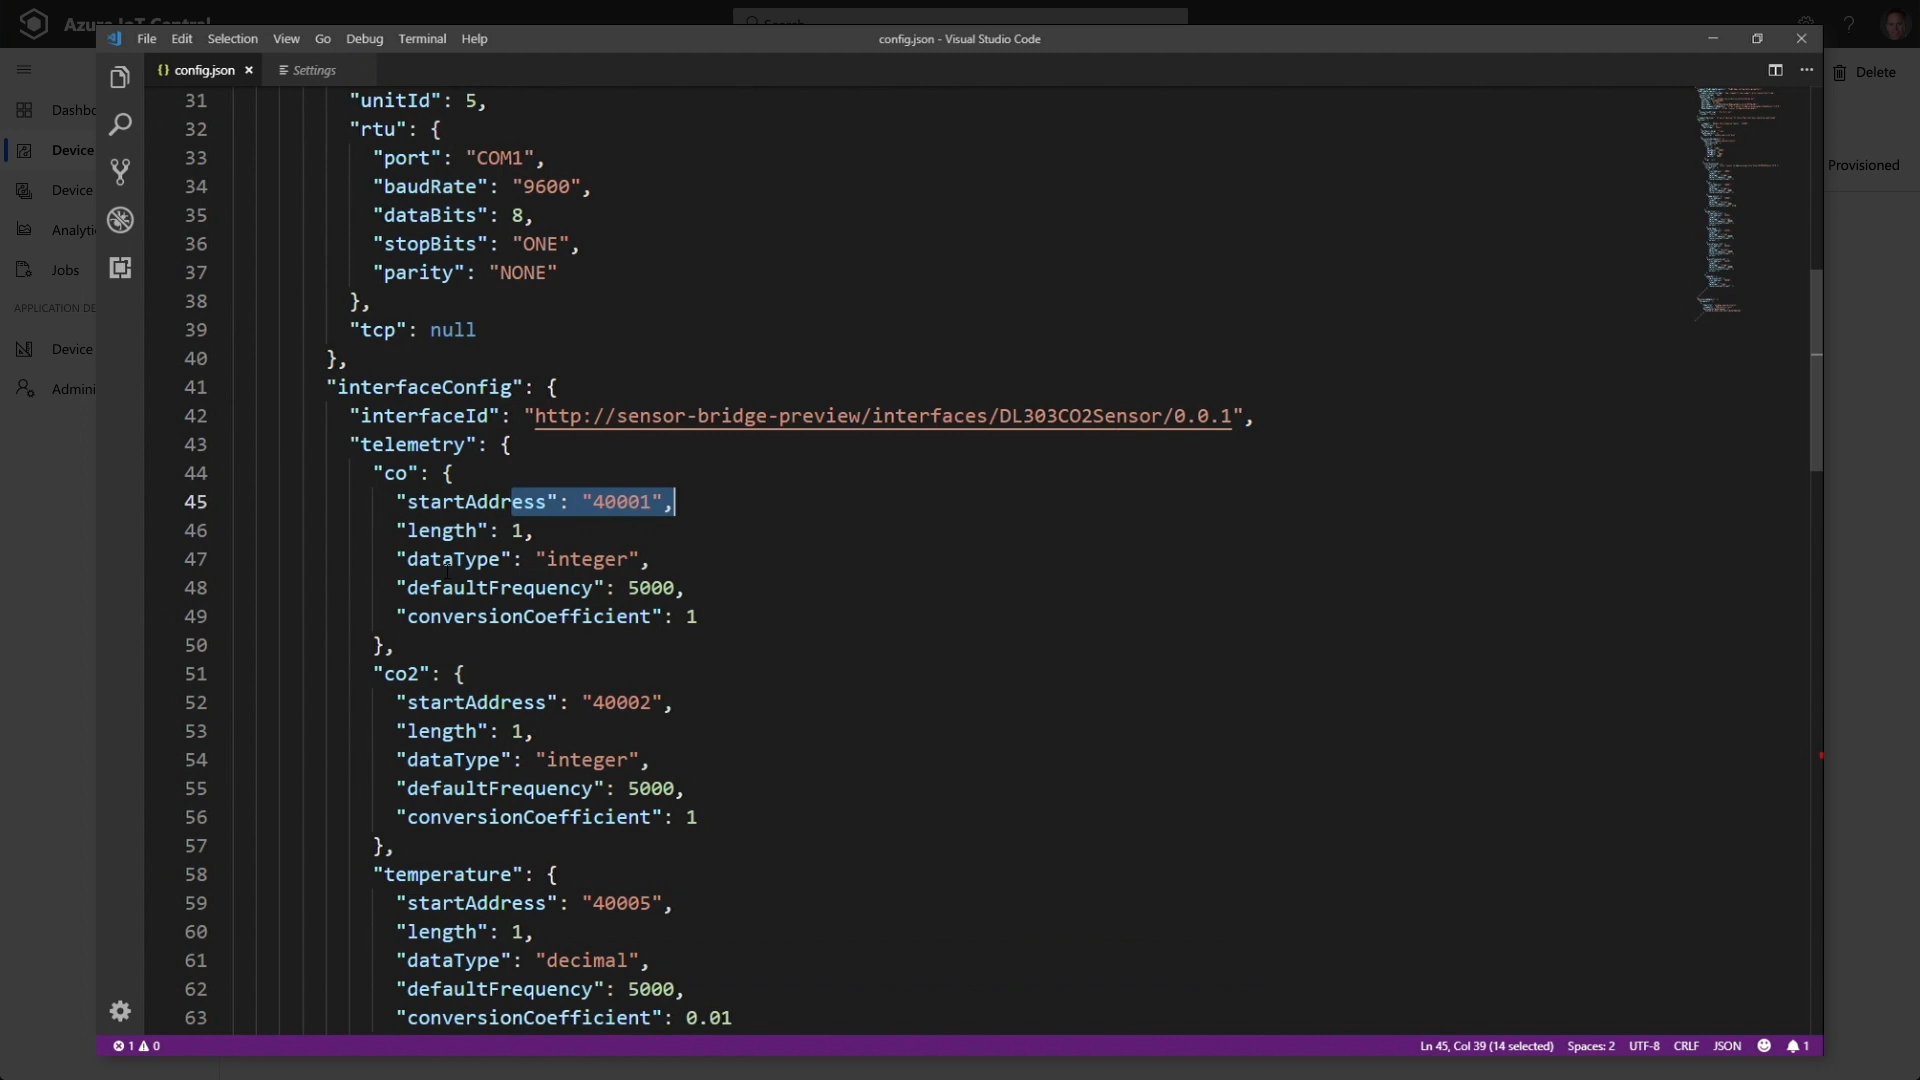 Azure IoT Central
Search
File Edit Selection View Go Debug Terminal Help
config.json - Visual Studio Code
{} config.json ×
Settings
Delete
Provisioned
Dashbo
Device
Device
Analyti
Jobs
APPLICATION DE
Device
Admini
31 "unitId": 5,
32 "rtu": {
33 "port": "COM1",
34 "baudRate": "9600",
35 "dataBits": 8,
36 "stopBits": "ONE",
37 "parity": "NONE"
38 },
39 "tcp": null
40 },
41 "interfaceConfig": {
42 "interfaceId": "http://sensor-bridge-preview/interfaces/DL303CO2Sensor/0.0.1",
43 "telemetry": {
44 "co": {
45 "startAddress": "40001",
46 "length": 1,
47 "dataType": "integer",
48 "defaultFrequency": 5000,
49 "conversionCoefficient": 1
50 },
51 "co2": {
52 "startAddress": "40002",
53 "length": 1,
54 "dataType": "integer",
55 "defaultFrequency": 5000,
56 "conversionCoefficient": 1
57 },
58 "temperature": {
59 "startAddress": "40005",
60 "length": 1,
61 "dataType": "decimal",
62 "defaultFrequency": 5000,
63 "conversionCoefficient": 0.01
1 0
Ln 45, Col 39 (14 selected) Spaces: 2 UTF-8 CRLF JSON 1